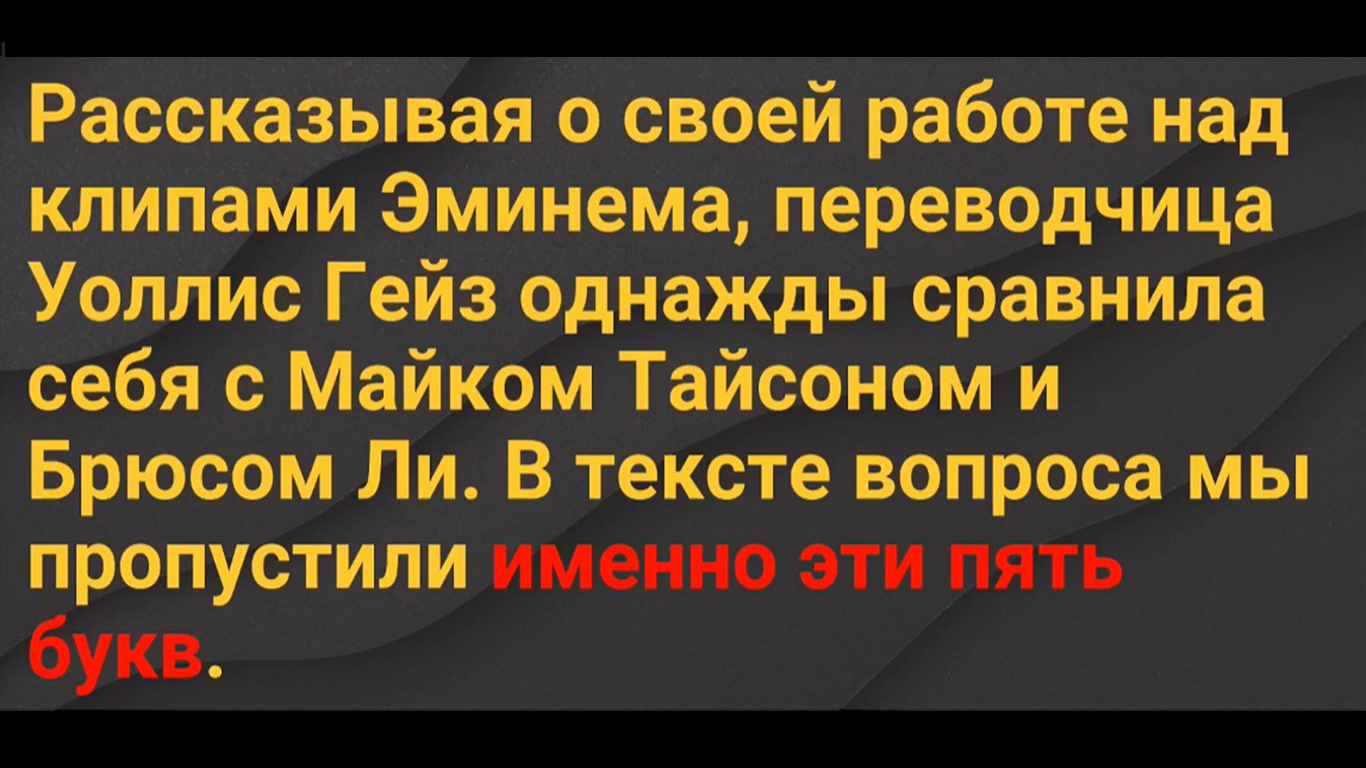 Рассказывая о своей работе над
клипами Эминема, переводчица
Уоллис Гейз однажды сравнила
себя с Майком Тайсоном и
Брюсом Ли. В тексте вопроса мы
пропустили именно эти пять
букв.